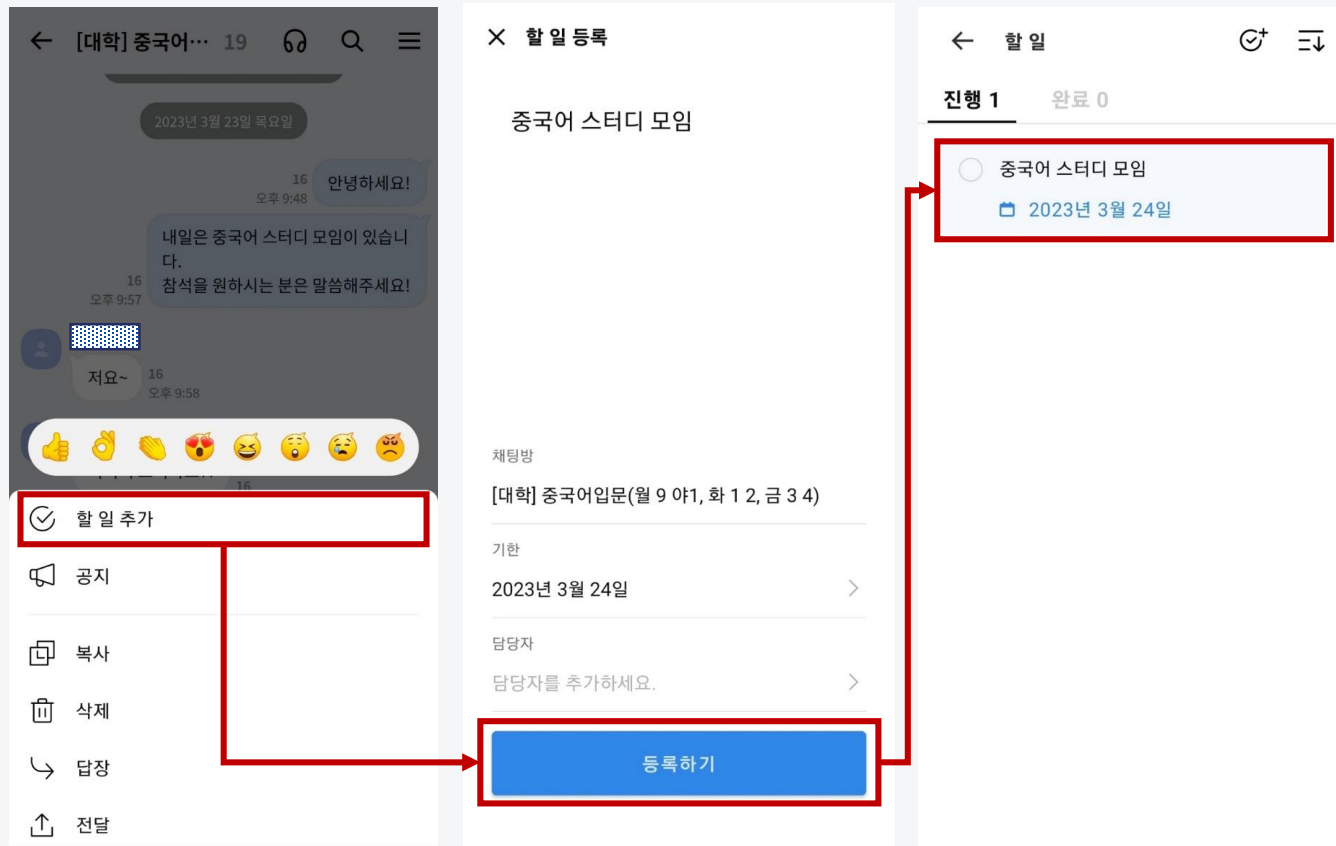 [대학] 중국어… 19
2023년 3월 23일 목요일
16
오후 9:48
안녕하세요!
내일은 중국어 스터디 모임이 있습니
다.
참석을 원하시는 분은 말씀해주세요!
16
오후 9:57
저요~
16
오후 9:58
16
할 일 추가
공지
복사
삭제
답장
전달
할 일 등록
중국어 스터디 모임
채팅방
[대학] 중국어입문(월 9 야1, 화 1 2, 금 3 4)
기한
2023년 3월 24일
담당자
담당자를 추가하세요.
등록하기
할 일
진행 1 완료 0
중국어 스터디 모임
2023년 3월 24일